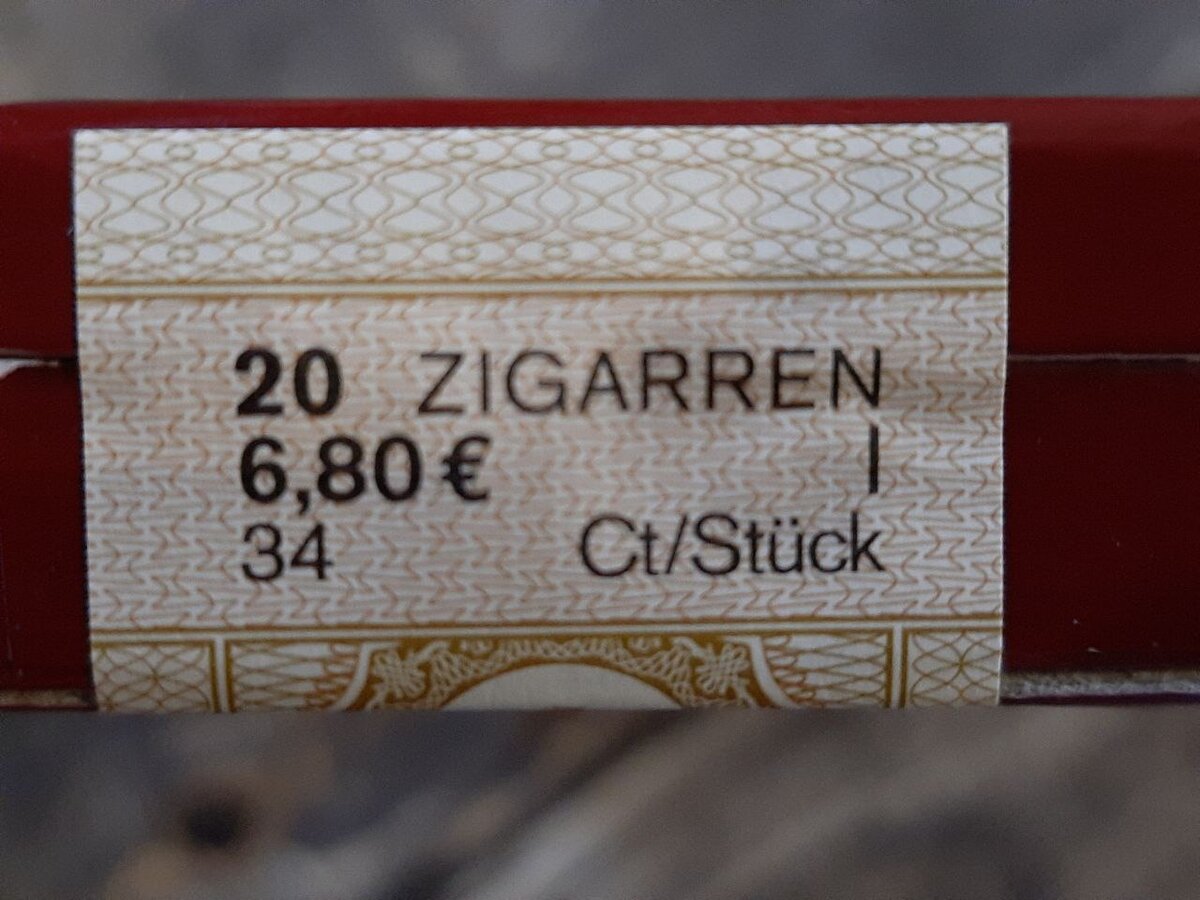 20 ZIGARREN
6,80 € I
34 Ct/Stück